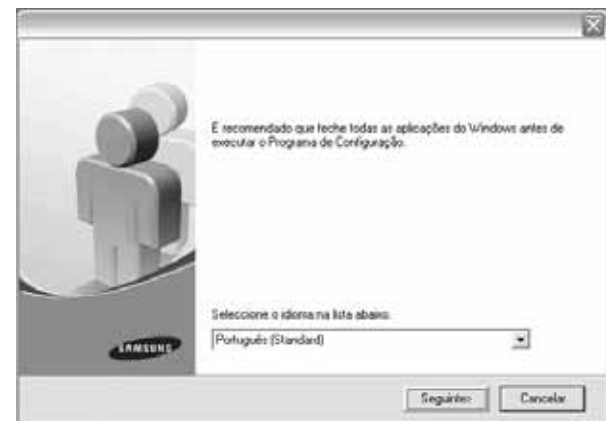 É recomendado que feche todas as aplicações do Windows antes de
executar o Programa de Configuração.
Seleccione o idioma na lista abaixo.
Português (Standard)
SAMSUNG
Seguinte>
Cancelar